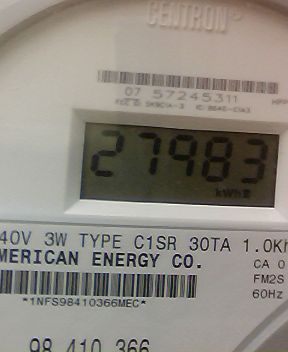 CENTRON®
07 57245311
27983
kWh
40V 3W TYPE C1SR 30TA 1.0Kh
MERICAN ENERGY CO.
CA 0
FM2S
60Hz
*1NFS98410366MEC*
98 410 366